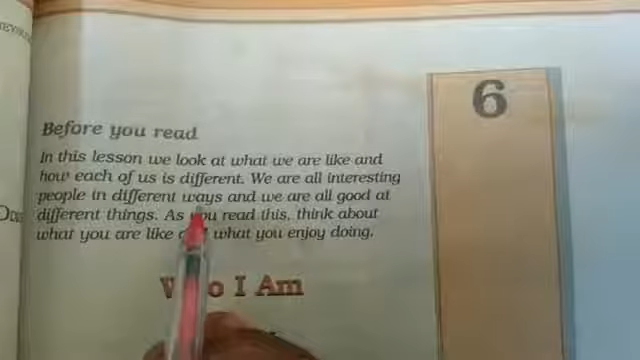 Before you read
In this lesson we look at what we are like and
how each of us is different. We are all interesting
people in different ways and we are all good at
different things. As you read this, think about
what you are like what you enjoy doing.
I Am
6